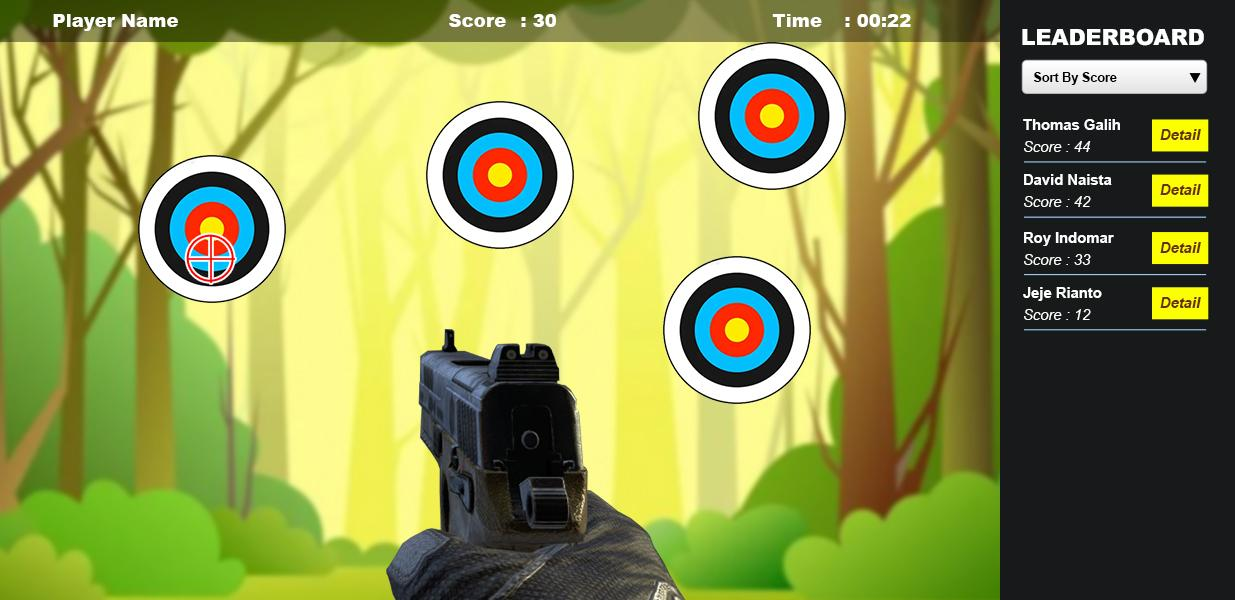 Player Name Score : 30 Time : 00:22
LEADERBOARD
Sort By Score
Thomas Galih
Score : 44
Detail
David Naista
Score : 42
Detail
Roy Indomar
Score : 33
Detail
Jeje Rianto
Score : 12
Detail